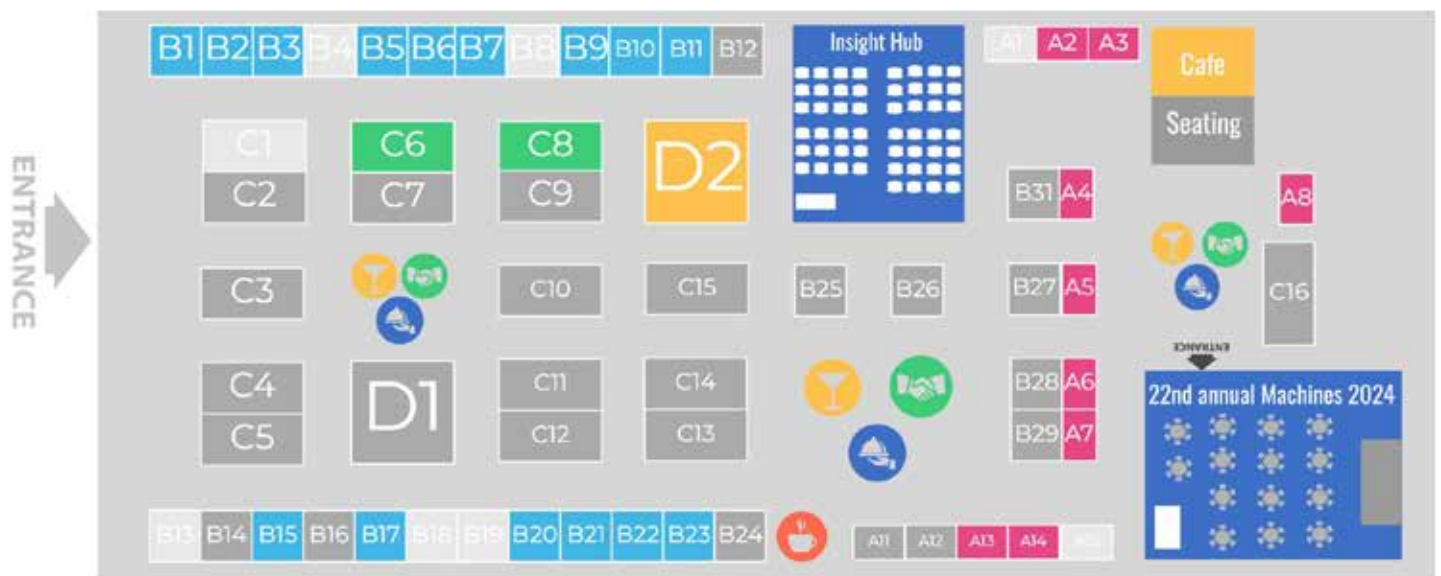 ENTRANCE
B1 B2 B3 B4 B5 B6 B7 B8 B9 B10 B11 B12
Insight Hub
A1 A2 A3
Cafe
Seating
C1
C2
C6
C7
C8
C9
D2
B31 A4
A8
C3
C10
C15
B25
B26
B27 A5
C16
C4
C5
D1
C11
C12
C14
C13
B28 A6
B29 A7
ENTRANCE
22nd annual Machines 2024
B13 B14 B15 B16 B17 B18 B19 B20 B21 B22 B23 B24
A11 A12 A13 A14